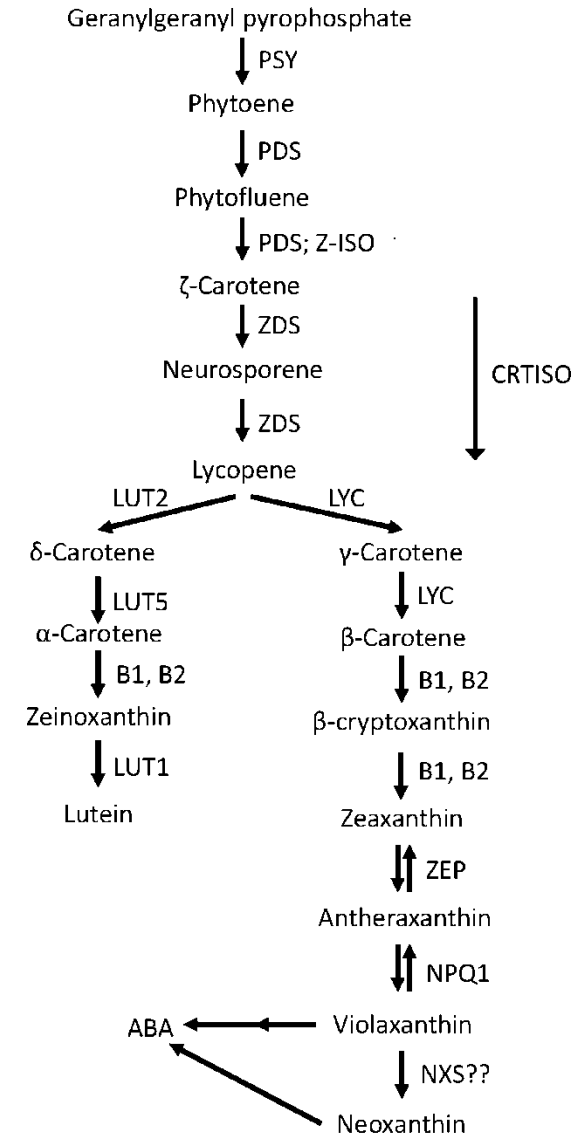 Geranylgeranyl pyrophosphate
PSY
Phytoene
PDS
Phytofluene
PDS; Z-ISO
ζ-Carotene
ZDS
Neurosporene
CRTISO
ZDS
Lycopene
LUT2 LYC
δ-Carotene γ-Carotene
LUT5 LYC
α-Carotene β-Carotene
B1, B2 B1, B2
Zeinoxanthin β-cryptoxanthin
LUT1 B1, B2
Lutein Zeaxanthin
ZEP
Antheraxanthin
NPQ1
ABA Violaxanthin
NXS??
Neoxanthin